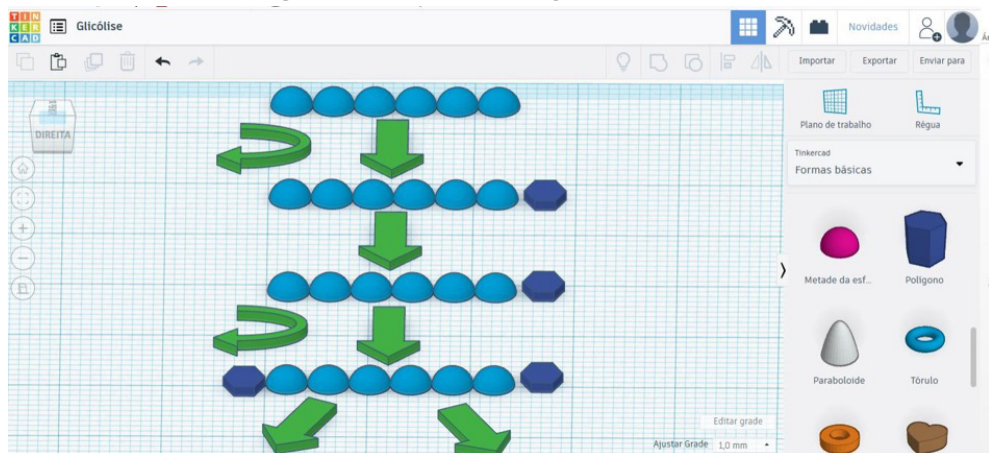 TIN
KER
CAD
Glicólise
Novidades
Importar
Exportar
Enviar para
DIREITA
Plano de trabalho
Régua
Tinkercad
Formas básicas
Metade da esf...
Polígono
Paraboloide
Tórulo
Editar grade
Ajustar Grade 1,0 mm